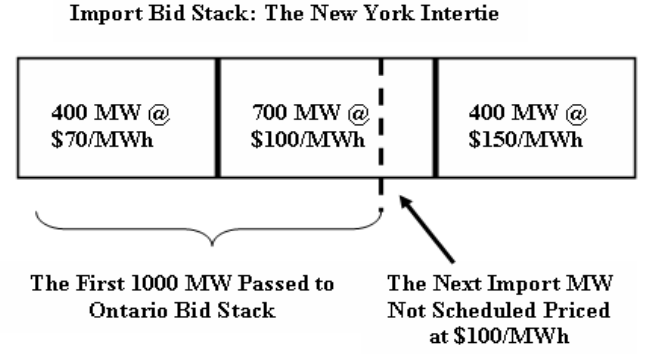 Import Bid Stack: The New York Intertie
400 MW @
$70/MWh
700 MW @
$100/MWh
400 MW @
$150/MWh
The First 1000 MW Passed to
Ontario Bid Stack
The Next Import MW
Not Scheduled Priced
at $100/MWh